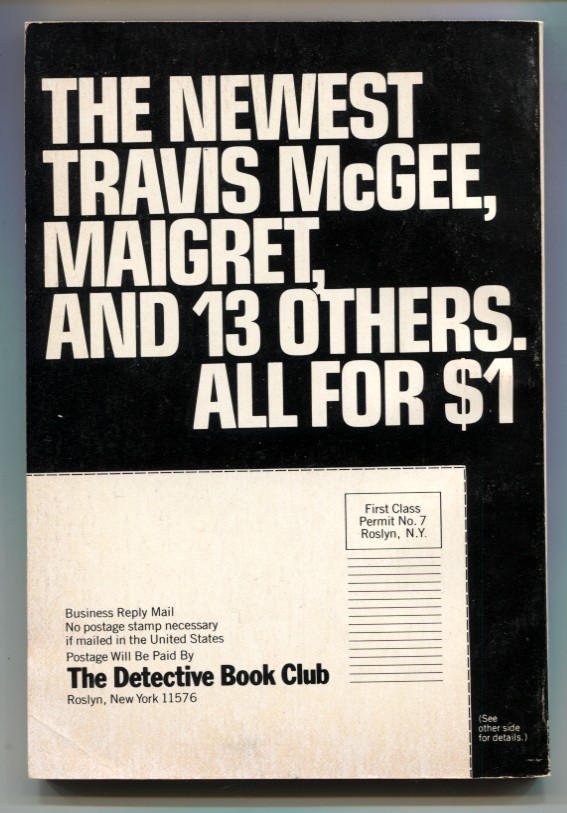 THE NEWEST
TRAVIS McGEE,
MAIGRET,
AND 13 OTHERS.
ALL FOR $1
First Class
Permit No. 7
Roslyn, N.Y.
Business Reply Mail
No postage stamp necessary
if mailed in the United States
Postage Will Be Paid By
The Detective Book Club
Roslyn, New York 11576
(See
other side
for details.)